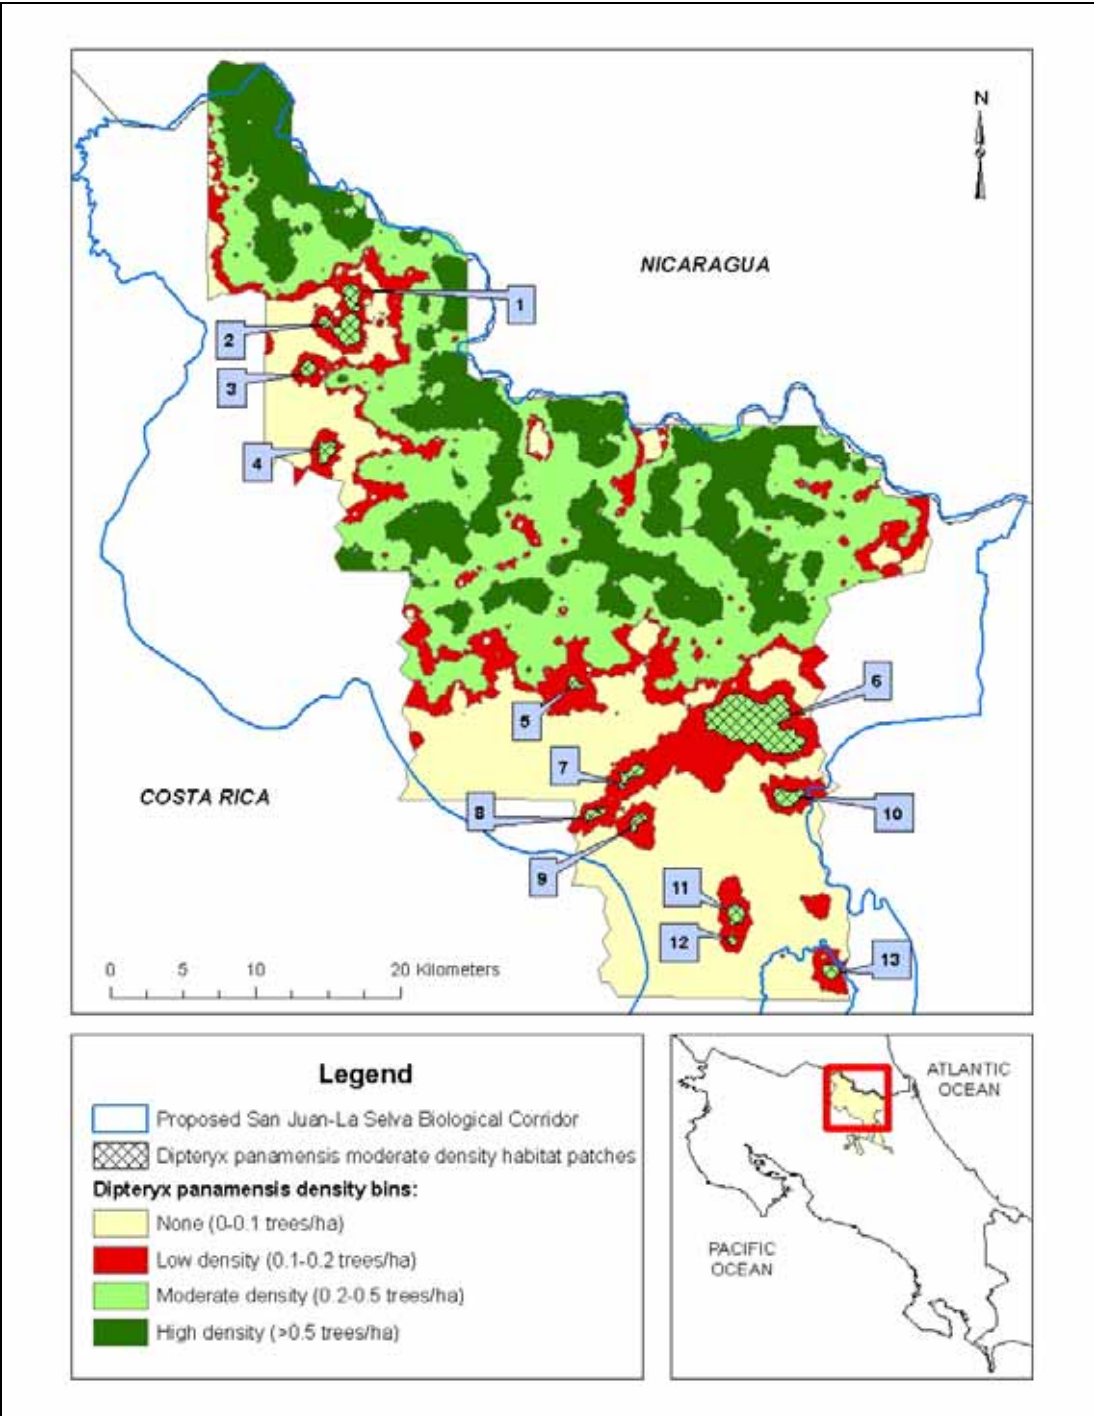 N
NICARAGUA
1
2
3
4
5
6
7
8
9
10
11
12
13
COSTA RICA
0 5 10 20 Kilometers
Legend
Proposed San Juan-La Selva Biological Corridor
Dipteryx panamensis moderate density habitat patches
Dipteryx panamensis density bins:
None (0-0.1 trees/ha)
Low density (0.1-0.2 trees/ha)
Moderate density (0.2-0.5 trees/ha)
High density (>0.5 trees/ha)
ATLANTIC
OCEAN
PACIFIC
OCEAN